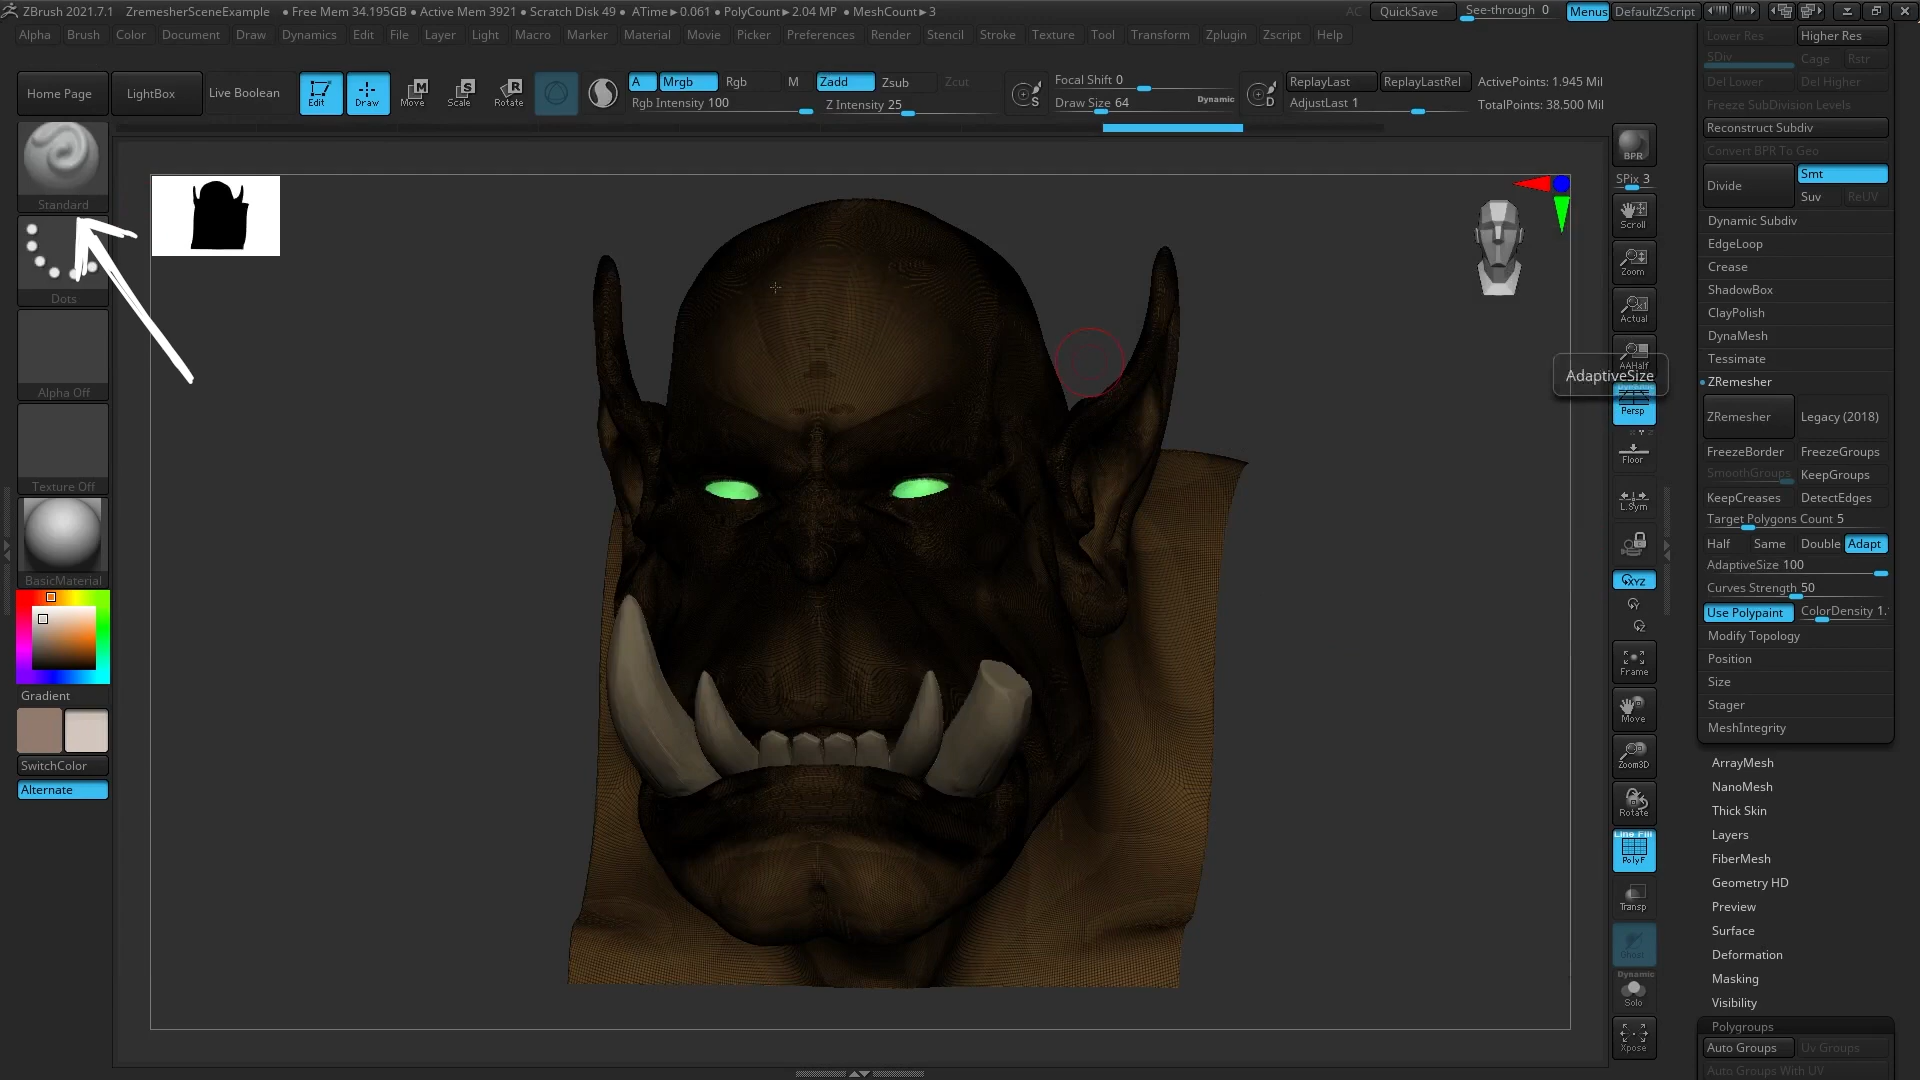 ZBrush 2021.7.1 ZremesherSceneExample ● Free Mem 34.195GB ● Active Mem 3921 ● Scratch Disk 49 ● ATime►0.061 ● PolyCount►2.04 MP ● MeshCount►3 AC QuickSave See-through 0 Menus DefaultZScript
Alpha Brush Color Document Draw Dynamics Edit File Layer Light Macro Marker Material Movie Picker Preferences Render Stencil Stroke Texture Tool Transform Zplugin Zscript Help
Home Page LightBox Live Boolean Edit Draw Move Scale Rotate
A Mrgb Rgb M Zadd Zsub Zcut
Rgb Intensity 100 Z Intensity 25
Focal Shift 0
Draw Size 64 Dynamic
ReplayLast ReplayLastRel ActivePoints: 1.945 Mil
AdjustLast 1 TotalPoints: 38.500 Mil
Standard
Dots
Alpha Off
Texture Off
BasicMaterial
Gradient
SwitchColor
Alternate
BPR
SPix 3
Scroll
Zoom
Actual
AAHalf
AdaptiveSize
Dynamic
Persp
Floor
L.Sym
XYZ
Frame
Move
Zoom3D
Rotate
Line Fill
PolyF
Transp
Ghost
Dynamic
Solo
Xpose
Lower Res Higher Res
SDiv Cage Rstr
Del Lower Del Higher
Freeze SubDivision Levels
Reconstruct Subdiv
Convert BPR To Geo
Divide Smt
Suv ReUV
Dynamic Subdiv
EdgeLoop
Crease
ShadowBox
ClayPolish
DynaMesh
Tessimate
ZRemesher
ZRemesher Legacy (2018)
FreezeBorder FreezeGroups
SmoothGroups KeepGroups
KeepCreases DetectEdges
Target Polygons Count 5
Half Same Double Adapt
AdaptiveSize 100
Curves Strength 50
Use Polypaint ColorDensity 1.
Modify Topology
Position
Size
Stager
MeshIntegrity
ArrayMesh
NanoMesh
Thick Skin
Layers
FiberMesh
Geometry HD
Preview
Surface
Deformation
Masking
Visibility
Polygroups
Auto Groups Uv Groups
Auto Groups With UV